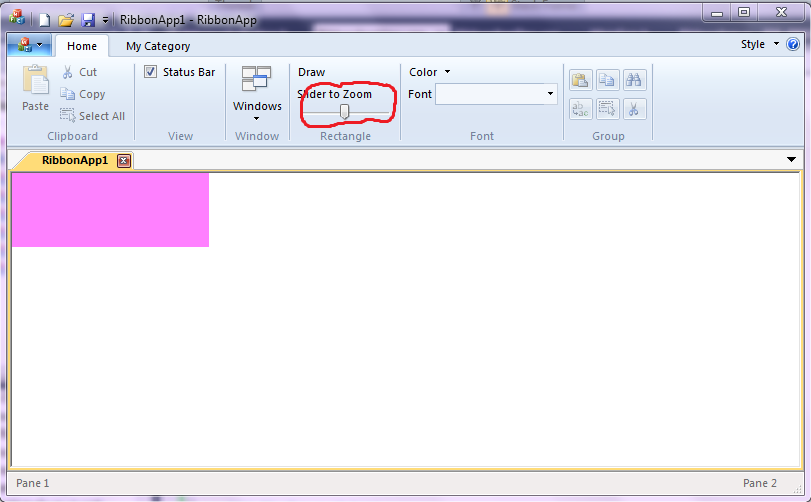 RibbonApp1 - RibbonApp
Home My Category Style
Cut Status Bar Draw Color
Copy Slider to Zoom Font
Paste Select All Windows
Clipboard View Window Rectangle Font Group
RibbonApp1
Pane 1 Pane 2